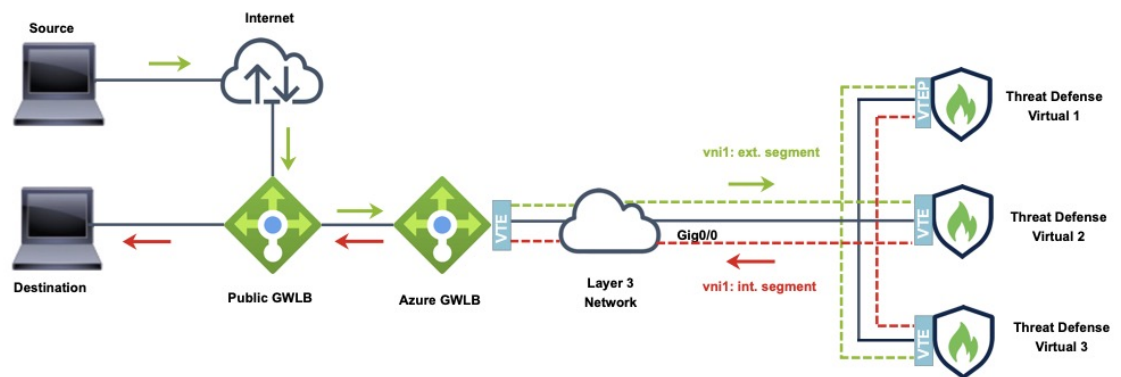 Source
Internet
VTEP
Threat Defense
Virtual 1
vni1: ext. segment
VTE
VTE
Threat Defense
Virtual 2
Gig0/0
Destination
Public GWLB
Azure GWLB
Layer 3
Network
vni1: int. segment
VTE
Threat Defense
Virtual 3